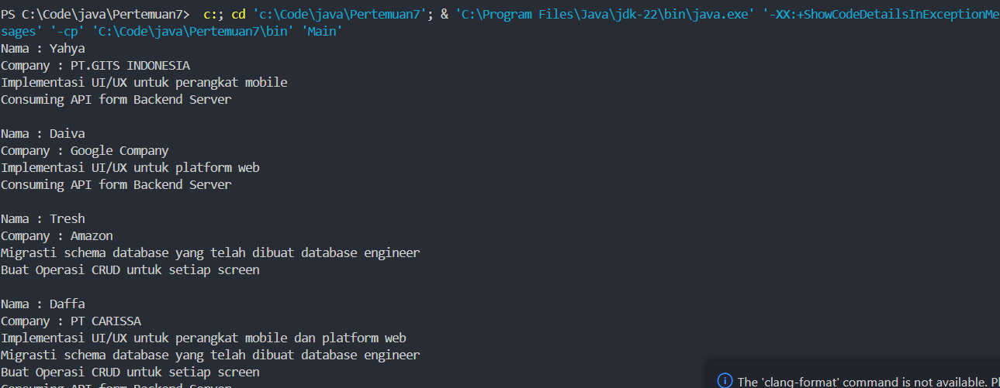 PS C:\Code\java\Pertemuan7>  c:; cd 'c:\Code\java\Pertemuan7'; & 'C:\Program Files\Java\jdk-22\bin\java.exe' '-XX:+ShowCodeDetailsInExceptionMe
ssages' '-cp' 'C:\Code\java\Pertemuan7\bin' 'Main'
Nama : Yahya
Company : PT.GITS INDONESIA
Implementasi UI/UX untuk perangkat mobile
Consuming API form Backend Server
Nama : Daiva
Company : Google Company
Implementasi UI/UX untuk platform web
Consuming API form Backend Server
Nama : Tresh
Company : Amazon
Migrasti schema database yang telah dibuat database engineer
Buat Operasi CRUD untuk setiap screen
Nama : Daffa
Company : PT CARISSA
Implementasi UI/UX untuk perangkat mobile dan platform web
Migrasti schema database yang telah dibuat database engineer
Buat Operasi CRUD untuk setiap screen
Consuming API form Backend Server
The 'clang-format' command is not available. Pl